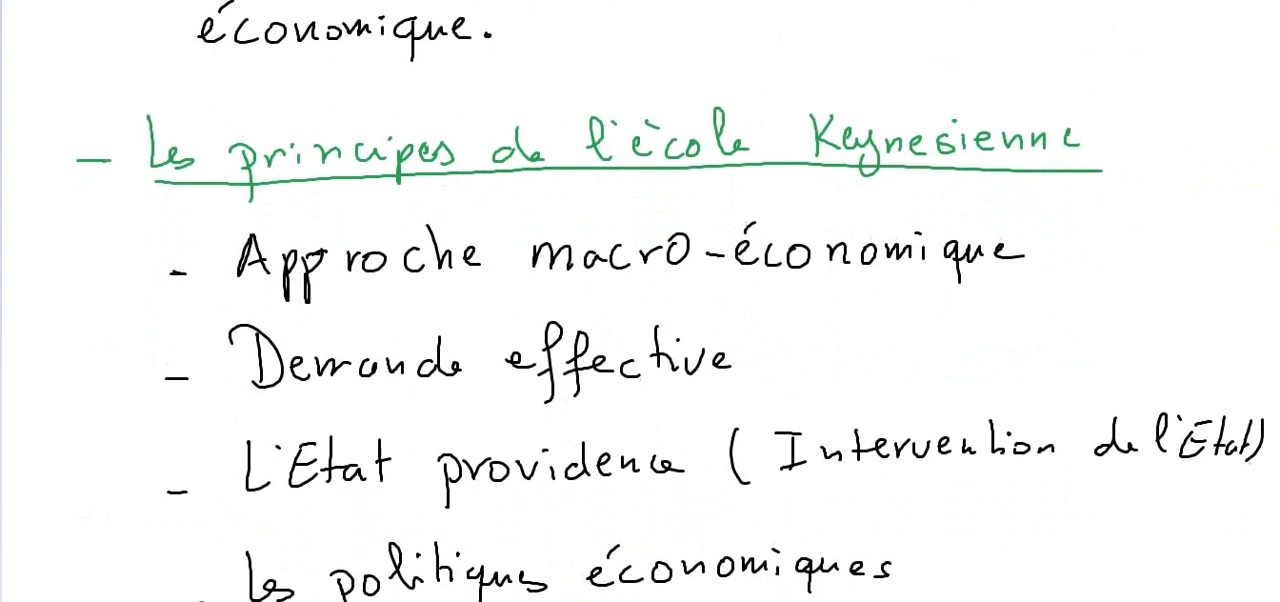 économique.
- Les principes de l'école Keynesienne
- Approche macro-économique
- Demande effective
- L'Etat providence (Intervention de l'Etat)
- Les politiques économiques